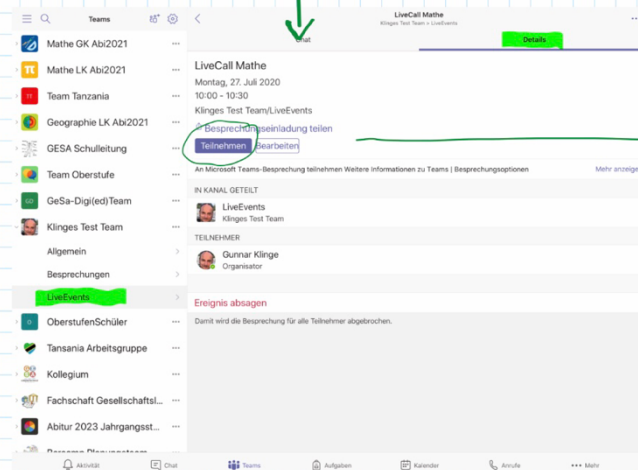 Teams
Mathe GK Abi2021
Mathe LK Abi2021
Team Tanzania
Geographie LK Abi2021
GESA Schulleitung
Team Oberstufe
GeSa-Digi(ed)Team
Klinges Test Team
Allgemein
Besprechungen
LiveEvents
OberstufenSchüler
Tansania Arbeitsgruppe
Kollegium
Fachschaft Gesellschaftsl...
Abitur 2023 Jahrgangsst...
LiveCall Mathe
Klinges Test Team > LiveEvents
Chat
Details
LiveCall Mathe
Montag, 27. Juli 2020
10:00 - 10:30
Klinges Test Team/LiveEvents
Besprechungseinladung teilen
Teilnehmen Bearbeiten
An Microsoft Teams-Besprechung teilnehmen Weitere Informationen zu Teams | Besprechungsoptionen
Mehr anzeige
IN KANAL GETEILT
LiveEvents
Klinges Test Team
TEILNEHMER
Gunnar Klinge
Organisator
Ereignis absagen
Damit wird die Besprechung für alle Teilnehmer abgebrochen.
Aktivität Chat Teams Aufgaben Kalender Anrufe Mehr